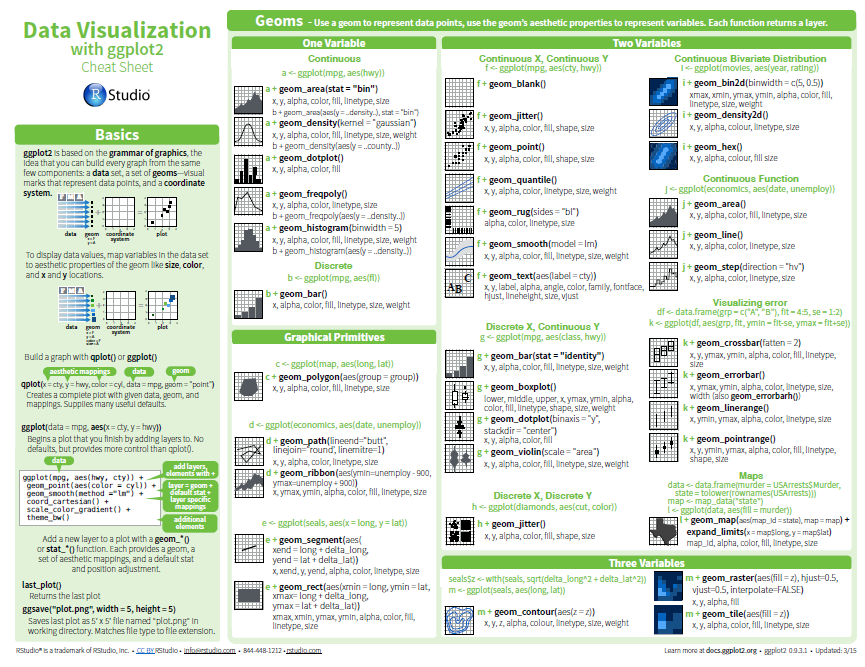 Data Visualization
with ggplot2
Cheat Sheet
R Studio
Basics
ggplot2 is based on the grammar of graphics, the
idea that you can build every graph from the same
few components: a data set, a set of geoms—visual
marks that represent data points, and a coordinate
system.
data geom coordinate system plot
To display data values, map variables in the data set
to aesthetic properties of the geom like size, color,
and x and y locations.
data geom coordinate system plot
Build a graph with qplot() or ggplot()
aesthetic mappings data geom
qplot(x = cty, y = hwy, color = cyl, data = mpg, geom = "point")
Creates a complete plot with given data, geom, and
mappings. Supplies many useful defaults.
ggplot(data = mpg, aes(x = cty, y = hwy))
Begins a plot that you finish by adding layers to. No
defaults, but provides more control than qplot().
data
ggplot(mpg, aes(hwy, cty)) +
geom_point(aes(color = cyl)) +
geom_smooth(method ="lm") +
coord_cartesian() +
scale_color_gradient() +
theme_bw()
add layers,
elements with +
layer = geom +
default stat +
layer specific
mappings
additional
elements
Add a new layer to a plot with a geom_*()
or stat_*() function. Each provides a geom, a
set of aesthetic mappings, and a default stat
and position adjustment.
last_plot()
Returns the last plot
ggsave("plot.png", width = 5, height = 5)
Saves last plot as 5' x 5' file named "plot.png" in
working directory. Matches file type to file extension.
Geoms - Use a geom to represent data points, use the geom's aesthetic properties to represent variables. Each function returns a layer.
One Variable
Continuous
a <- ggplot(mpg, aes(hwy))
a + geom_area(stat = "bin")
x, y, alpha, color, fill, linetype, size
b + geom_area(aes(y = ..density..), stat = "bin")
a + geom_density(kernel = "gaussian")
x, y, alpha, color, fill, linetype, size, weight
b + geom_density(aes(y = ..county..))
a + geom_dotplot()
x, y, alpha, color, fill
a + geom_freqpoly()
x, y, alpha, color, linetype, size
b + geom_freqpoly(aes(y = ..density..))
a + geom_histogram(binwidth = 5)
x, y, alpha, color, fill, linetype, size, weight
b + geom_histogram(aes(y = ..density..))
Discrete
b <- ggplot(mpg, aes(fl))
b + geom_bar()
x, alpha, color, fill, linetype, size, weight
Graphical Primitives
c <- ggplot(map, aes(long, lat))
c + geom_polygon(aes(group = group))
x, y, alpha, color, fill, linetype, size
d <- ggplot(economics, aes(date, unemploy))
d + geom_path(lineend="butt",
linejoin="round', linemitre=1)
x, y, alpha, color, linetype, size
d + geom_ribbon(aes(ymin=unemploy - 900,
ymax=unemploy + 900))
x, ymax, ymin, alpha, color, fill, linetype, size
e <- ggplot(seals, aes(x = long, y = lat))
e + geom_segment(aes(
xend = long + delta_long,
yend = lat + delta_lat))
x, xend, y, yend, alpha, color, linetype, size
e + geom_rect(aes(xmin = long, ymin = lat,
xmax= long + delta_long,
ymax = lat + delta_lat))
xmax, xmin, ymax, ymin, alpha, color, fill,
linetype, size
Two Variables
Continuous X, Continuous Y
f <- ggplot(mpg, aes(cty, hwy))
f + geom_blank()
f + geom_jitter()
x, y, alpha, color, fill, shape, size
f + geom_point()
x, y, alpha, color, fill, shape, size
f + geom_quantile()
x, y, alpha, color, linetype, size, weight
f + geom_rug(sides = "bl")
alpha, color, linetype, size
f + geom_smooth(model = lm)
x, y, alpha, color, fill, linetype, size, weight
f + geom_text(aes(label = cty))
x, y, label, alpha, angle, color, family, fontface,
hjust, lineheight, size, vjust
A B C
Discrete X, Continuous Y
g <- ggplot(mpg, aes(class, hwy))
g + geom_bar(stat = "identity")
x, y, alpha, color, fill, linetype, size, weight
g + geom_boxplot()
lower, middle, upper, x, ymax, ymin, alpha,
color, fill, linetype, shape, size, weight
g + geom_dotplot(binaxis = "y",
stackdir = "center")
x, y, alpha, color, fill
g + geom_violin(scale = "area")
x, y, alpha, color, fill, linetype, size, weight
Discrete X, Discrete Y
h <- ggplot(diamonds, aes(cut, color))
h + geom_jitter()
x, y, alpha, color, fill, shape, size
Continuous Bivariate Distribution
i <- ggplot(movies, aes(year, rating))
i + geom_bin2d(binwidth = c(5, 0.5))
xmax, xmin, ymax, ymin, alpha, color, fill,
linetype, size, weight
i + geom_density2d()
x, y, alpha, colour, linetype, size
i + geom_hex()
x, y, alpha, colour, fill size
Continuous Function
j <- ggplot(economics, aes(date, unemploy))
j + geom_area()
x, y, alpha, color, fill, linetype, size
j + geom_line()
x, y, alpha, color, linetype, size
j + geom_step(direction = "hv")
x, y, alpha, color, linetype, size
Visualizing error
df <- data.frame(grp = c("A", "B"), fit = 4:5, se = 1:2)
k <- ggplot(df, aes(grp, fit, ymin = fit-se, ymax = fit+se))
k + geom_crossbar(fatten = 2)
x, y, ymax, ymin, alpha, color, fill, linetype,
size
k + geom_errorbar()
x, ymax, ymin, alpha, color, linetype, size,
width (also geom_errorbarh())
k + geom_linerange()
x, ymin, ymax, alpha, color, linetype, size
k + geom_pointrange()
x, y, ymin, ymax, alpha, color, fill, linetype,
shape, size
Maps
data <- data.frame(murder = USArrests$Murder,
state = tolower(rownames(USArrests)))
map <- map_data("state")
l <- ggplot(data, aes(fill = murder))
l + geom_map(aes(map_id = state), map = map) +
expand_limits(x = map$long, y = map$lat)
map_id, alpha, color, fill, linetype, size
Three Variables
seals$z <- with(seals, sqrt(delta_long^2 + delta_lat^2))
m <- ggplot(seals, aes(long, lat))
m + geom_contour(aes(z = z))
x, y, z, alpha, colour, linetype, size, weight
m + geom_raster(aes(fill = z), hjust=0.5,
vjust=0.5, interpolate=FALSE)
x, y, alpha, fill
m + geom_tile(aes(fill = z))
x, y, alpha, color, fill, linetype, size
RStudio® is a trademark of RStudio, Inc. • CC BY RStudio • info@rstudio.com • 844-448-1212 • rstudio.com
Learn more at docs.ggplot2.org • ggplot2 0.9.3.1 • Updated: 3/15